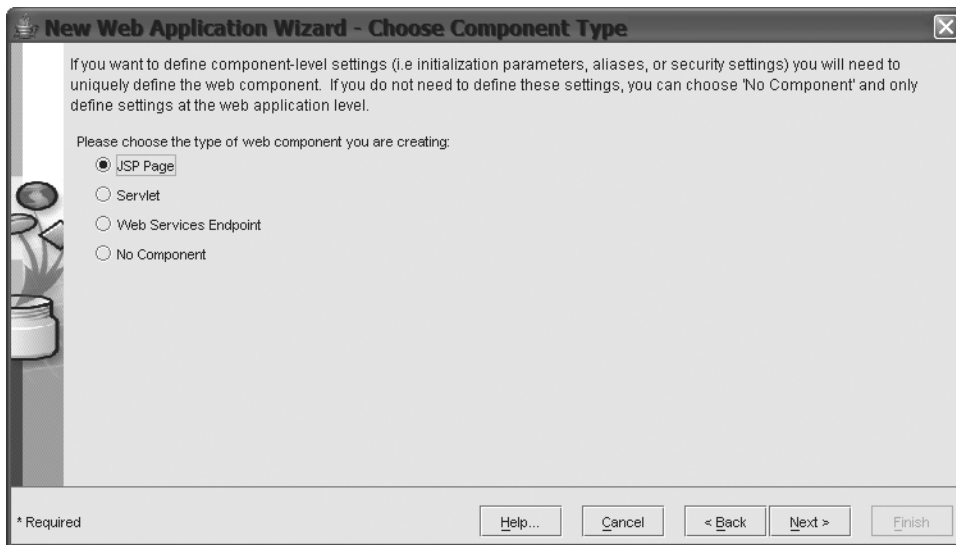 New Web Application Wizard - Choose Component Type
If you want to define component-level settings (i.e initialization parameters, aliases, or security settings) you will need to
uniquely define the web component. If you do not need to define these settings, you can choose 'No Component' and only
define settings at the web application level.
Please choose the type of web component you are creating:
JSP Page
Servlet
Web Services Endpoint
No Component
* Required
Help...
Cancel
< Back
Next >
Finish